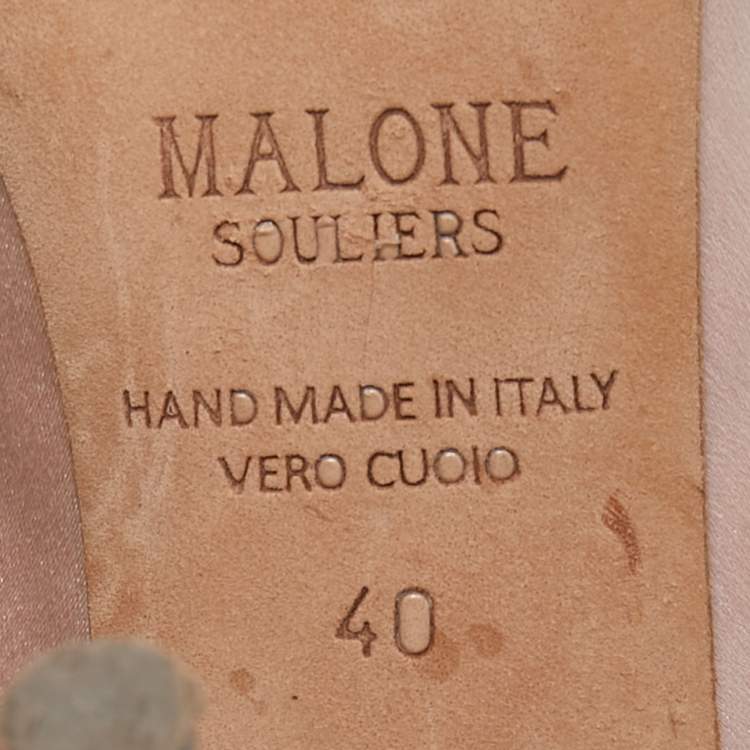 MALONE
SOULIERS
HAND MADE IN ITALY
VERO CUOIO
40